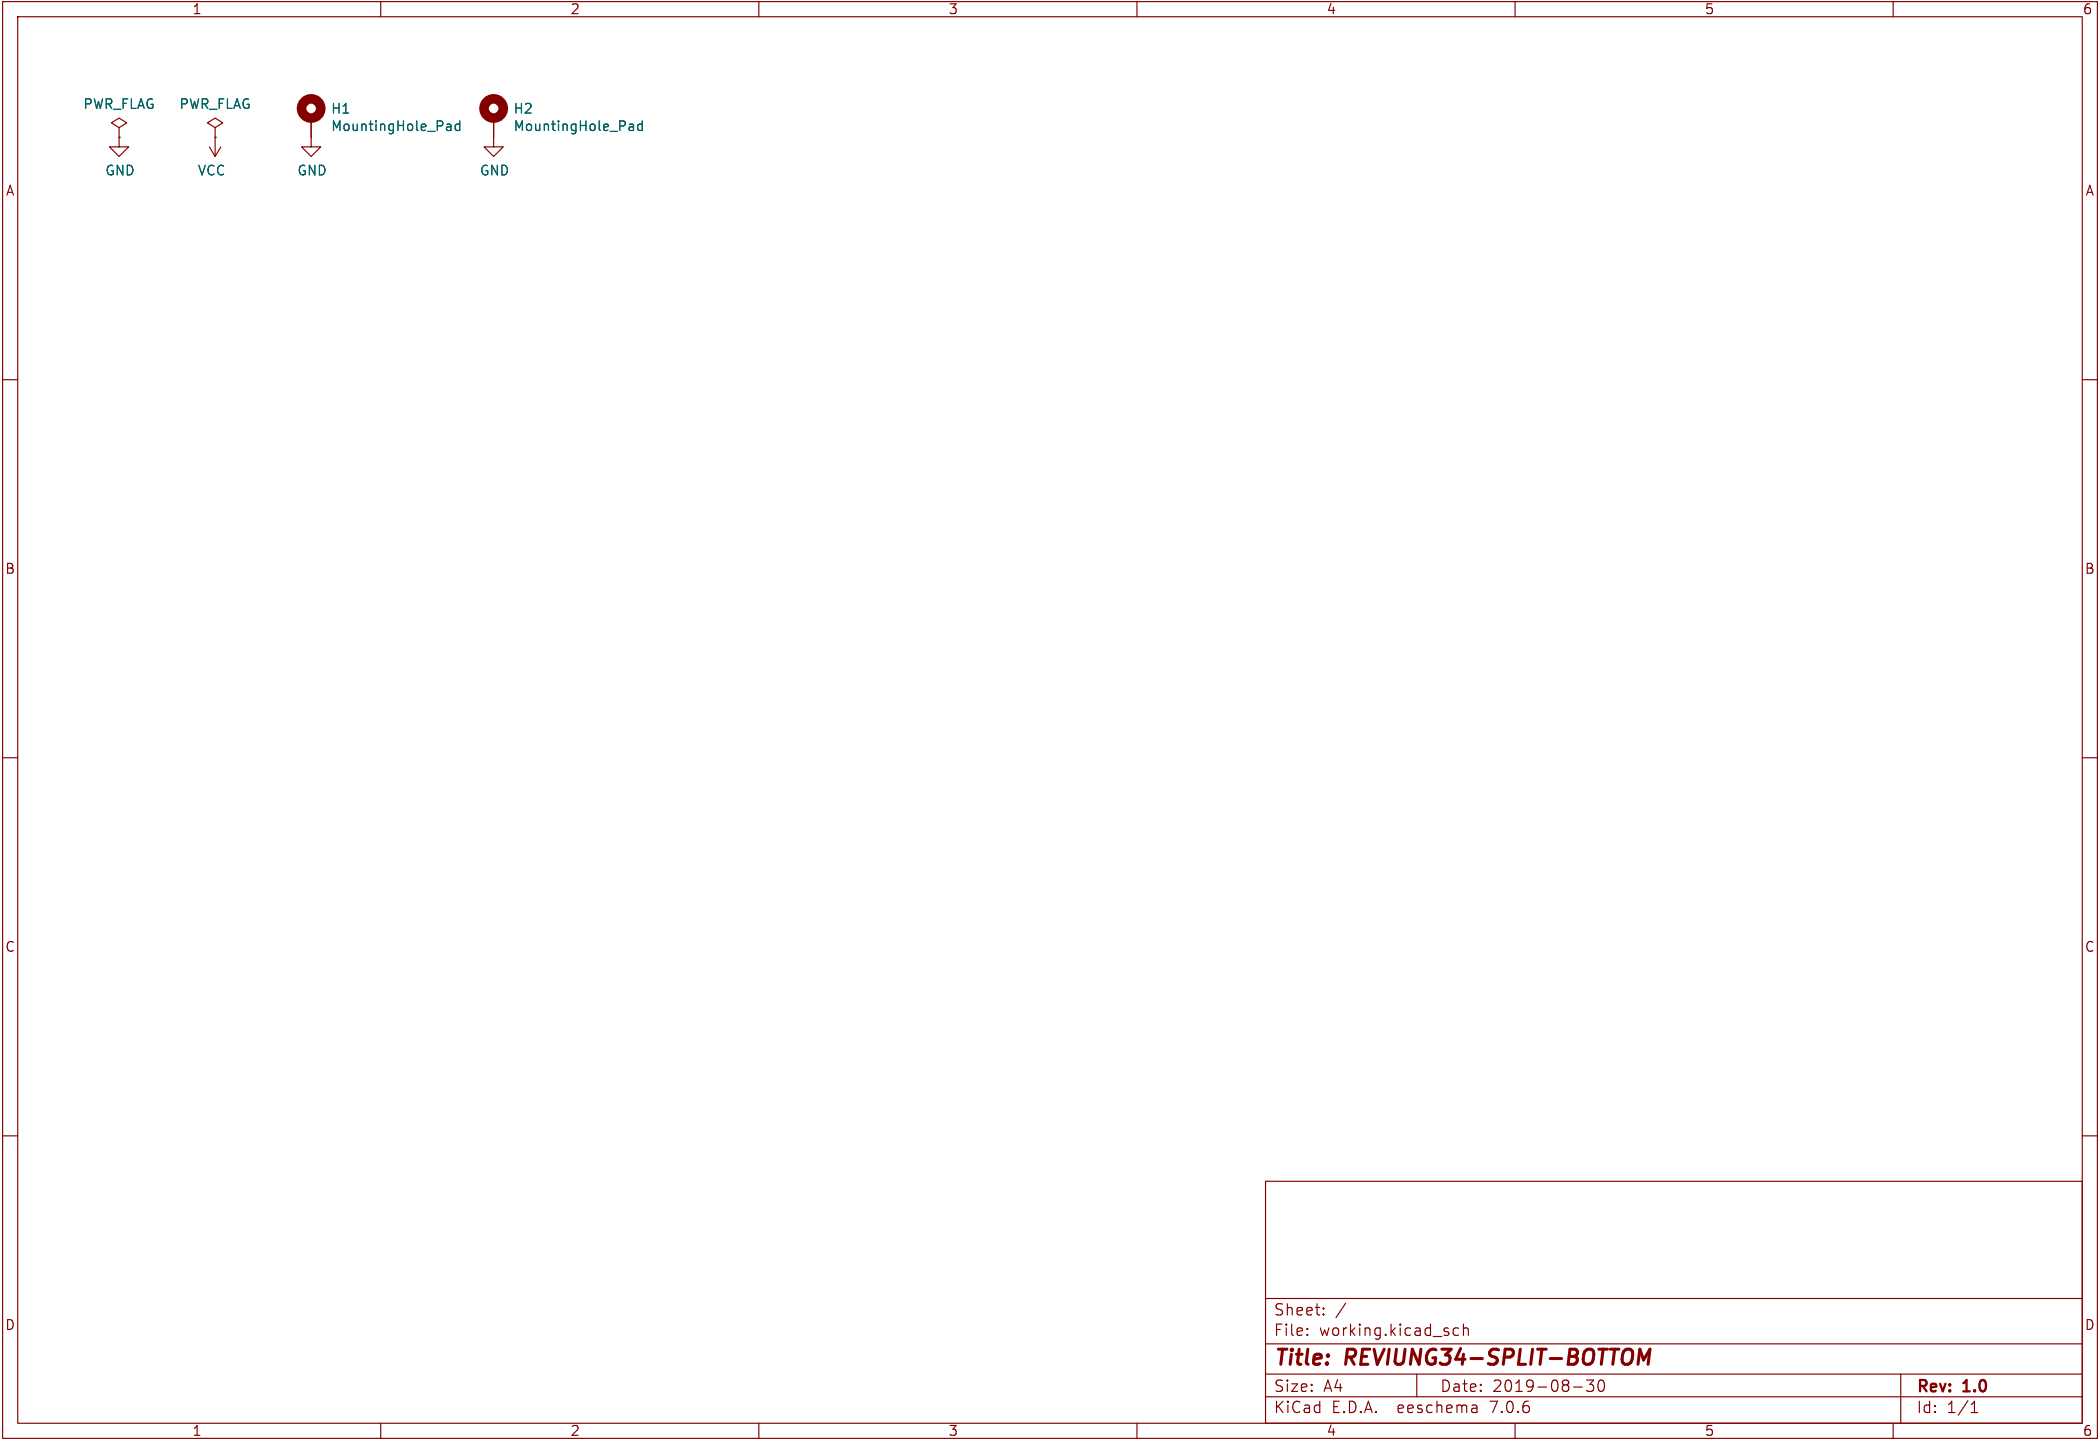 1 2 3 4 5 6
PWR_FLAG PWR_FLAG H1 H2
MountingHole_Pad MountingHole_Pad
GND VCC GND GND
A A
B B
C C
Sheet: /
D D
File: working.kicad_sch
Title: REVIUNG34-SPLIT-BOTTOM
Size: A4 Date: 2019-08-30 Rev: 1.0
KiCad E.D.A. eeschema 7.0.6 Id: 1/1
1 2 3 4 5 6